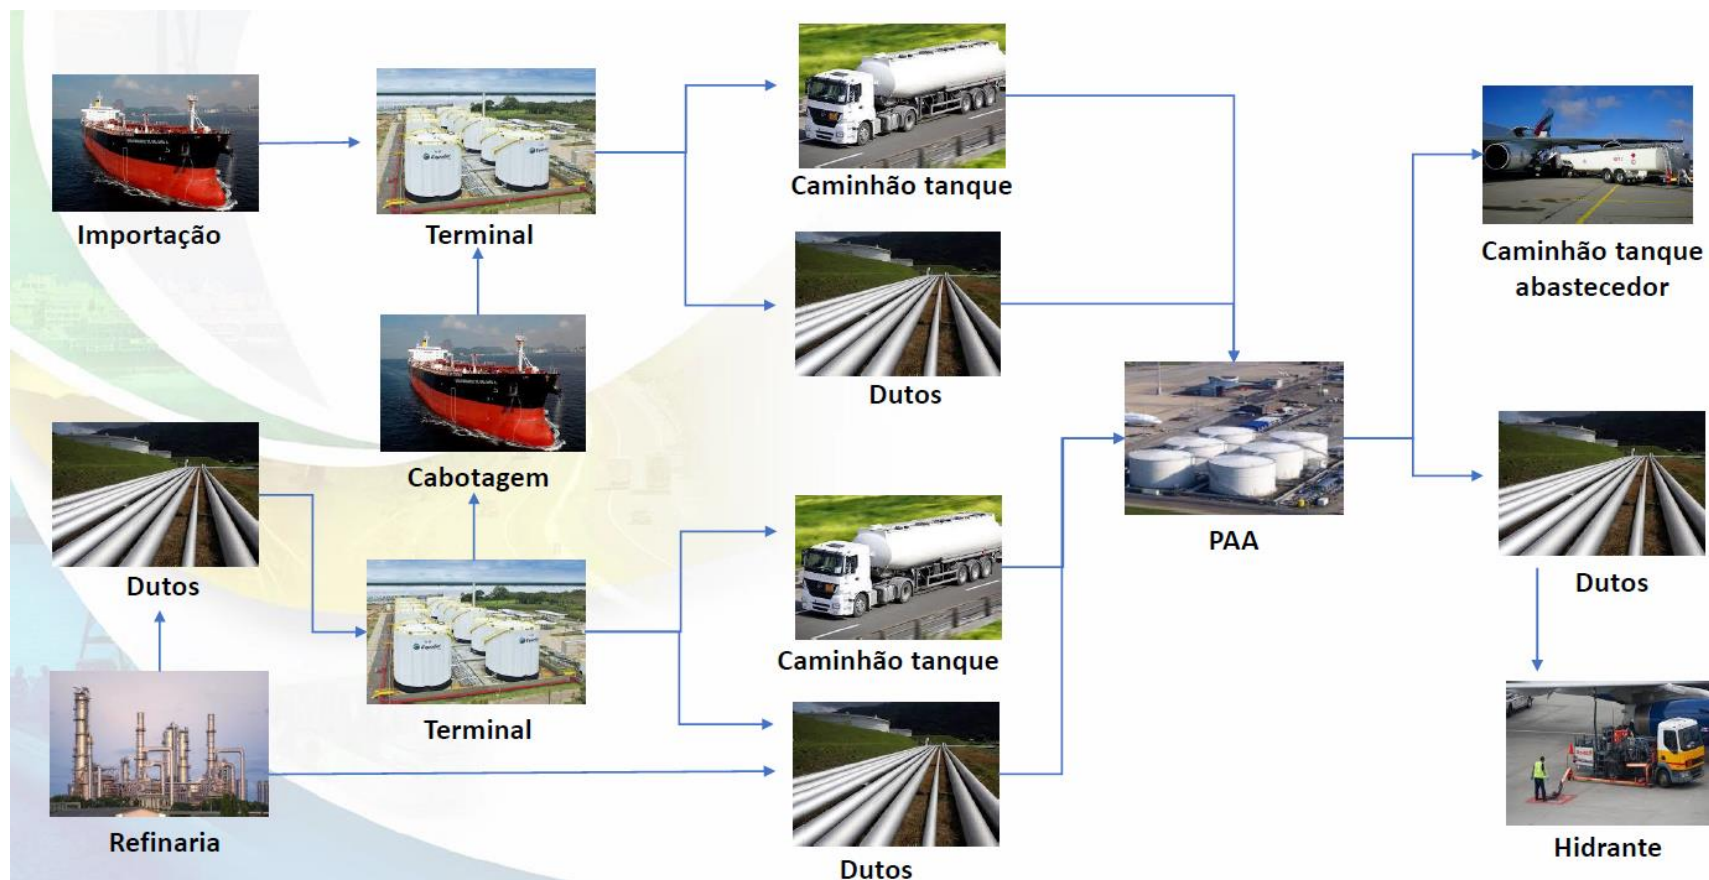 Caminhão tanque
Importação
Terminal
Caminhão tanque
abastecedor
Dutos
Cabotagem
PAA
Dutos
Dutos
Caminhão tanque
Terminal
Refinaria
Dutos
Hidrante